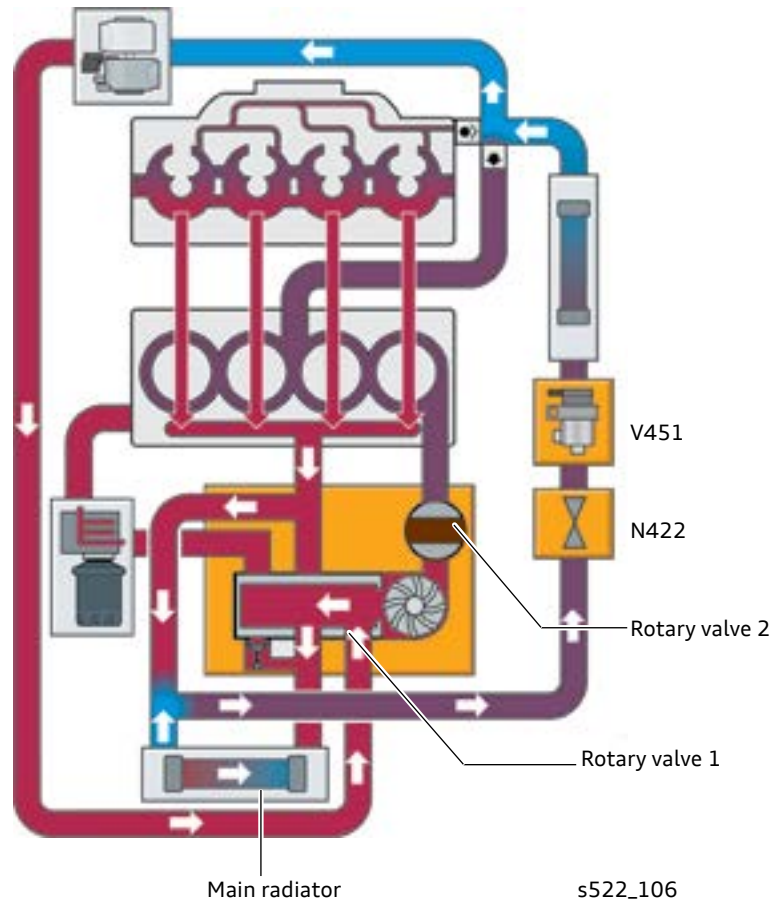 V451
N422
Rotary valve 2
Rotary valve 1
Main radiator
s522_106